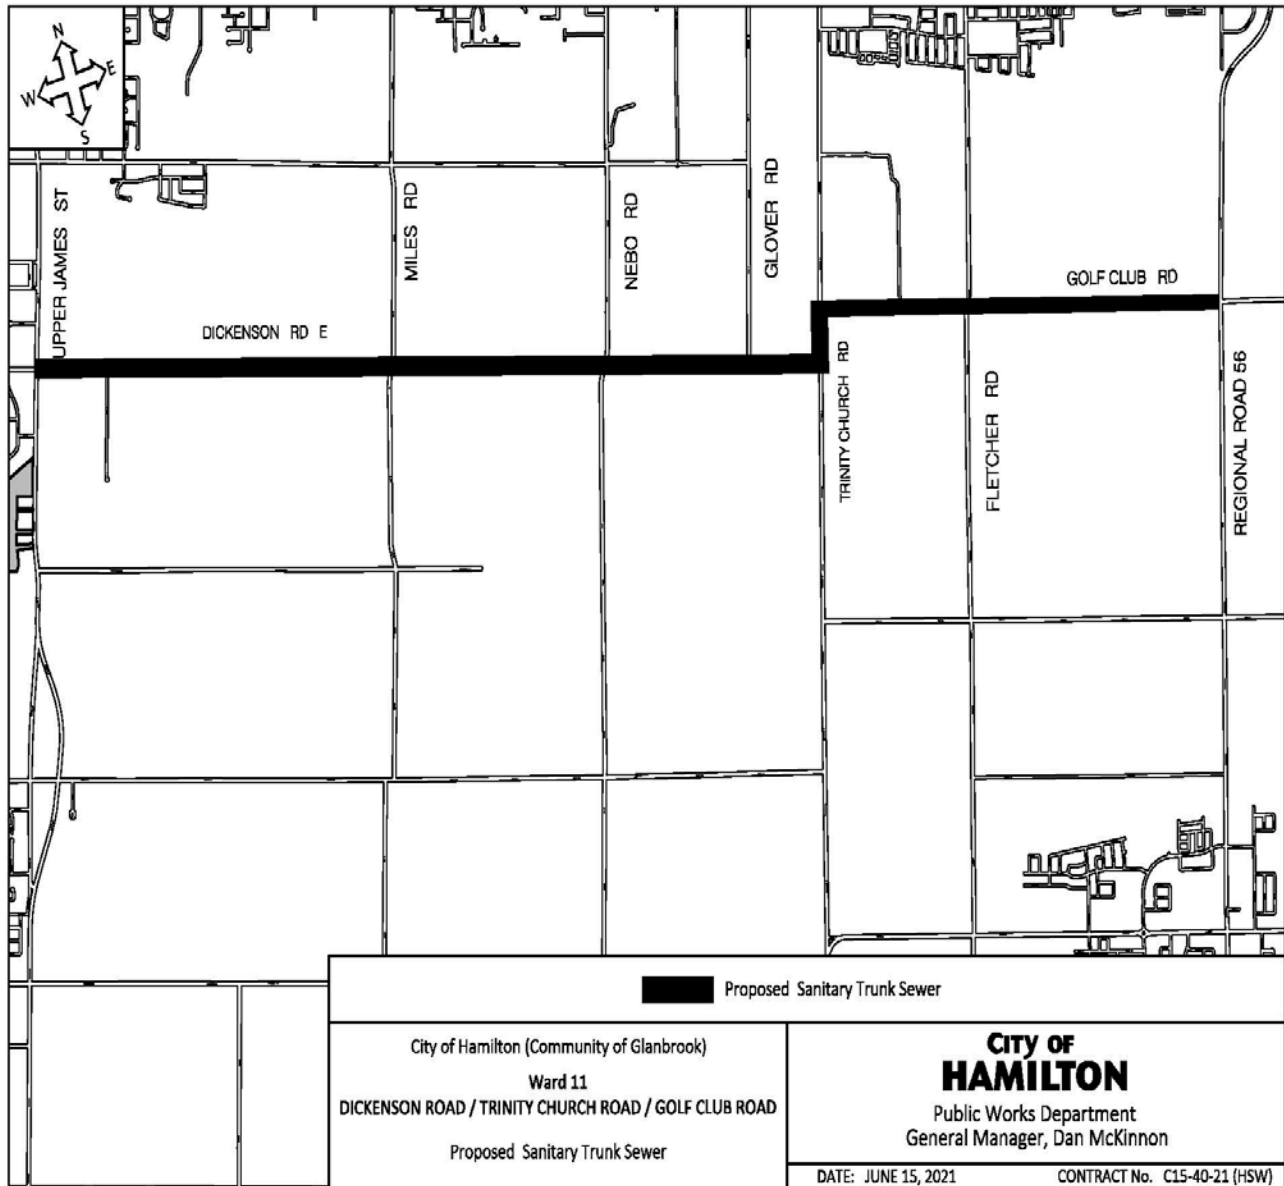 N
E
W
S
UPPER JAMES ST
MILES RD
NEBO RD
GLOVER RD
GOLF CLUB RD
DICKENSON RD E
TRINITY CHURCH RD
FLETCHER RD
REGIONAL ROAD 56
Proposed Sanitary Trunk Sewer
City of Hamilton (Community of Glanbrook)
Ward 11
DICKENSON ROAD / TRINITY CHURCH ROAD / GOLF CLUB ROAD
Proposed Sanitary Trunk Sewer
CITY OF
HAMILTON
Public Works Department
General Manager, Dan McKinnon
DATE: JUNE 15, 2021 CONTRACT No. C15-40-21 (HSW)